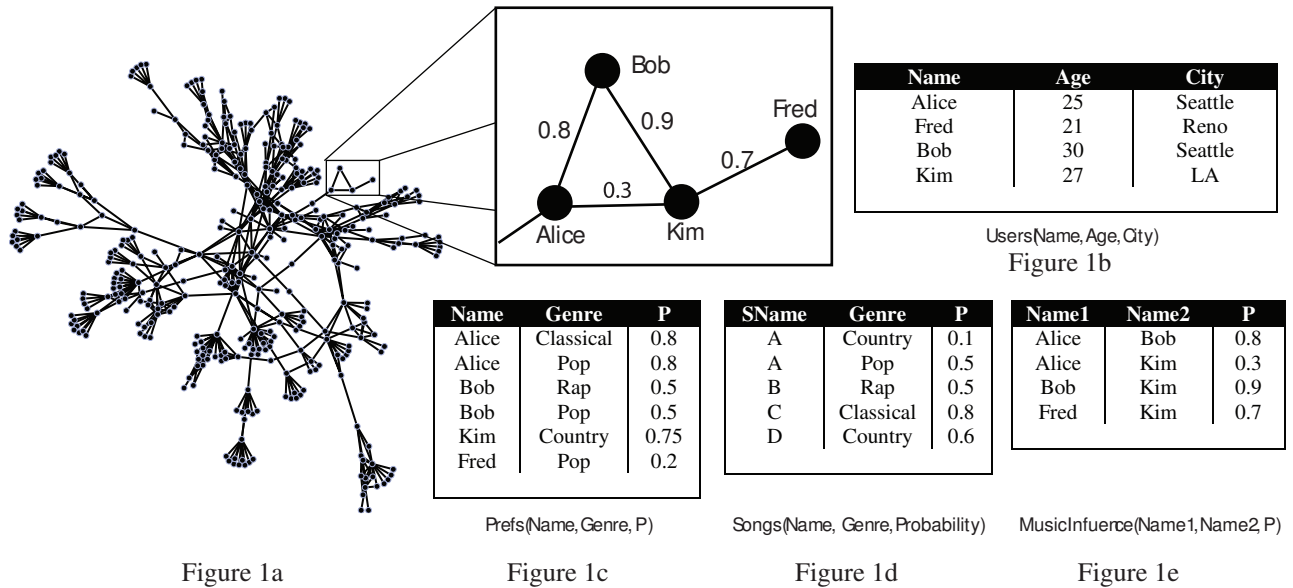 Bob
Fred
0.8
0.9
0.7
0.3
Alice
Kim
Name Age City
Alice 25 Seattle
Fred 21 Reno
Bob 30 Seattle
Kim 27 LA
Users(Name, Age, City)
Figure 1b
Name Genre P
Alice Classical 0.8
Alice Pop 0.8
Bob Rap 0.5
Bob Pop 0.5
Kim Country 0.75
Fred Pop 0.2
Prefs(Name, Genre, P)
SName Genre P
A Country 0.1
A Pop 0.5
B Rap 0.5
C Classical 0.8
D Country 0.6
Songs(Name, Genre, Probability)
Name1 Name2 P
Alice Bob 0.8
Alice Kim 0.3
Bob Kim 0.9
Fred Kim 0.7
MusicInfuence(Name1, Name2, P)
Figure 1a
Figure 1c
Figure 1d
Figure 1e